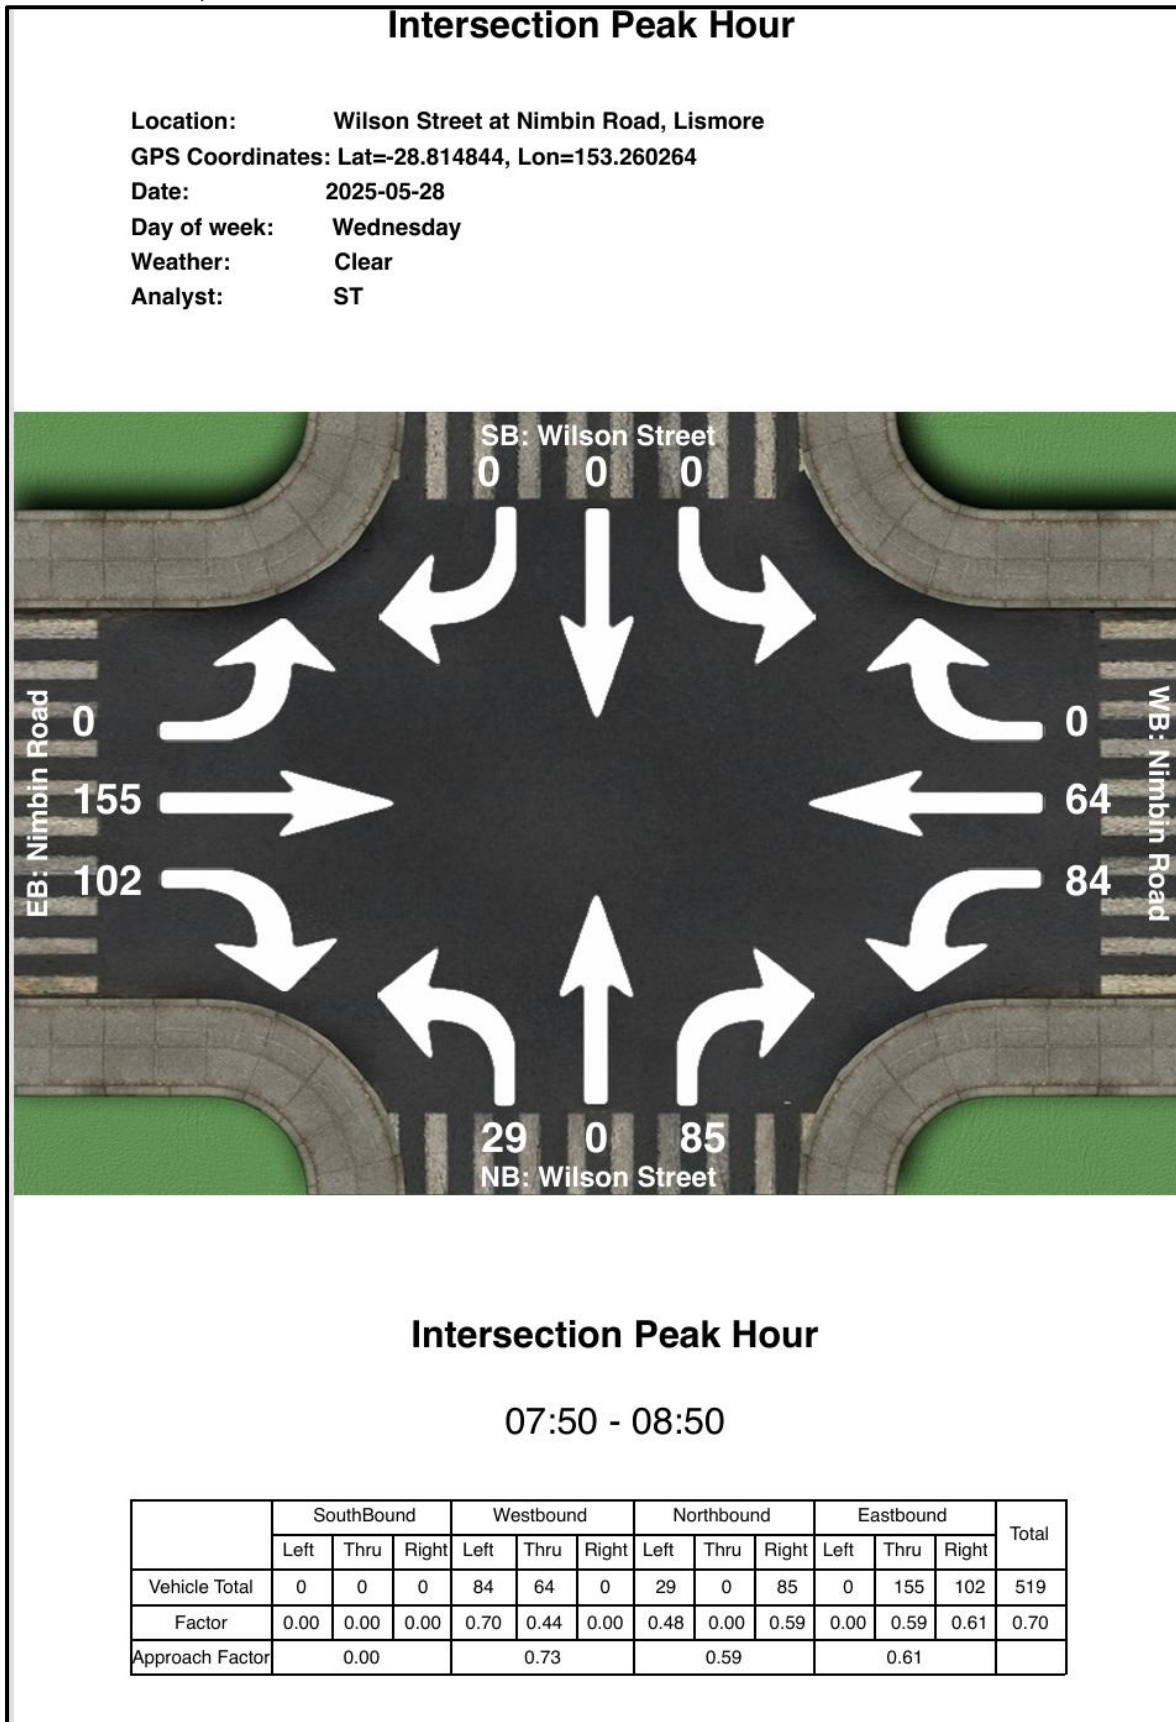 Intersection Peak Hour
Location: Wilson Street at Nimbin Road, Lismore
GPS Coordinates: Lat=-28.814844, Lon=153.260264
Date: 2025-05-28
Day of week: Wednesday
Weather: Clear
Analyst: ST
SB: Wilson Street
0 0 0
EB: Nimbin Road
0
155
102
WB: Nimbin Road
0
64
84
29 0 85
NB: Wilson Street
Intersection Peak Hour
07:50 - 08:50
SouthBound Westbound Northbound Eastbound Total
Left Thru Right Left Thru Right Left Thru Right Left Thru Right
Vehicle Total 0 0 0 84 64 0 29 0 85 0 155 102 519
Factor 0.00 0.00 0.00 0.70 0.44 0.00 0.48 0.00 0.59 0.00 0.59 0.61 0.70
Approach Factor 0.00 0.73 0.59 0.61